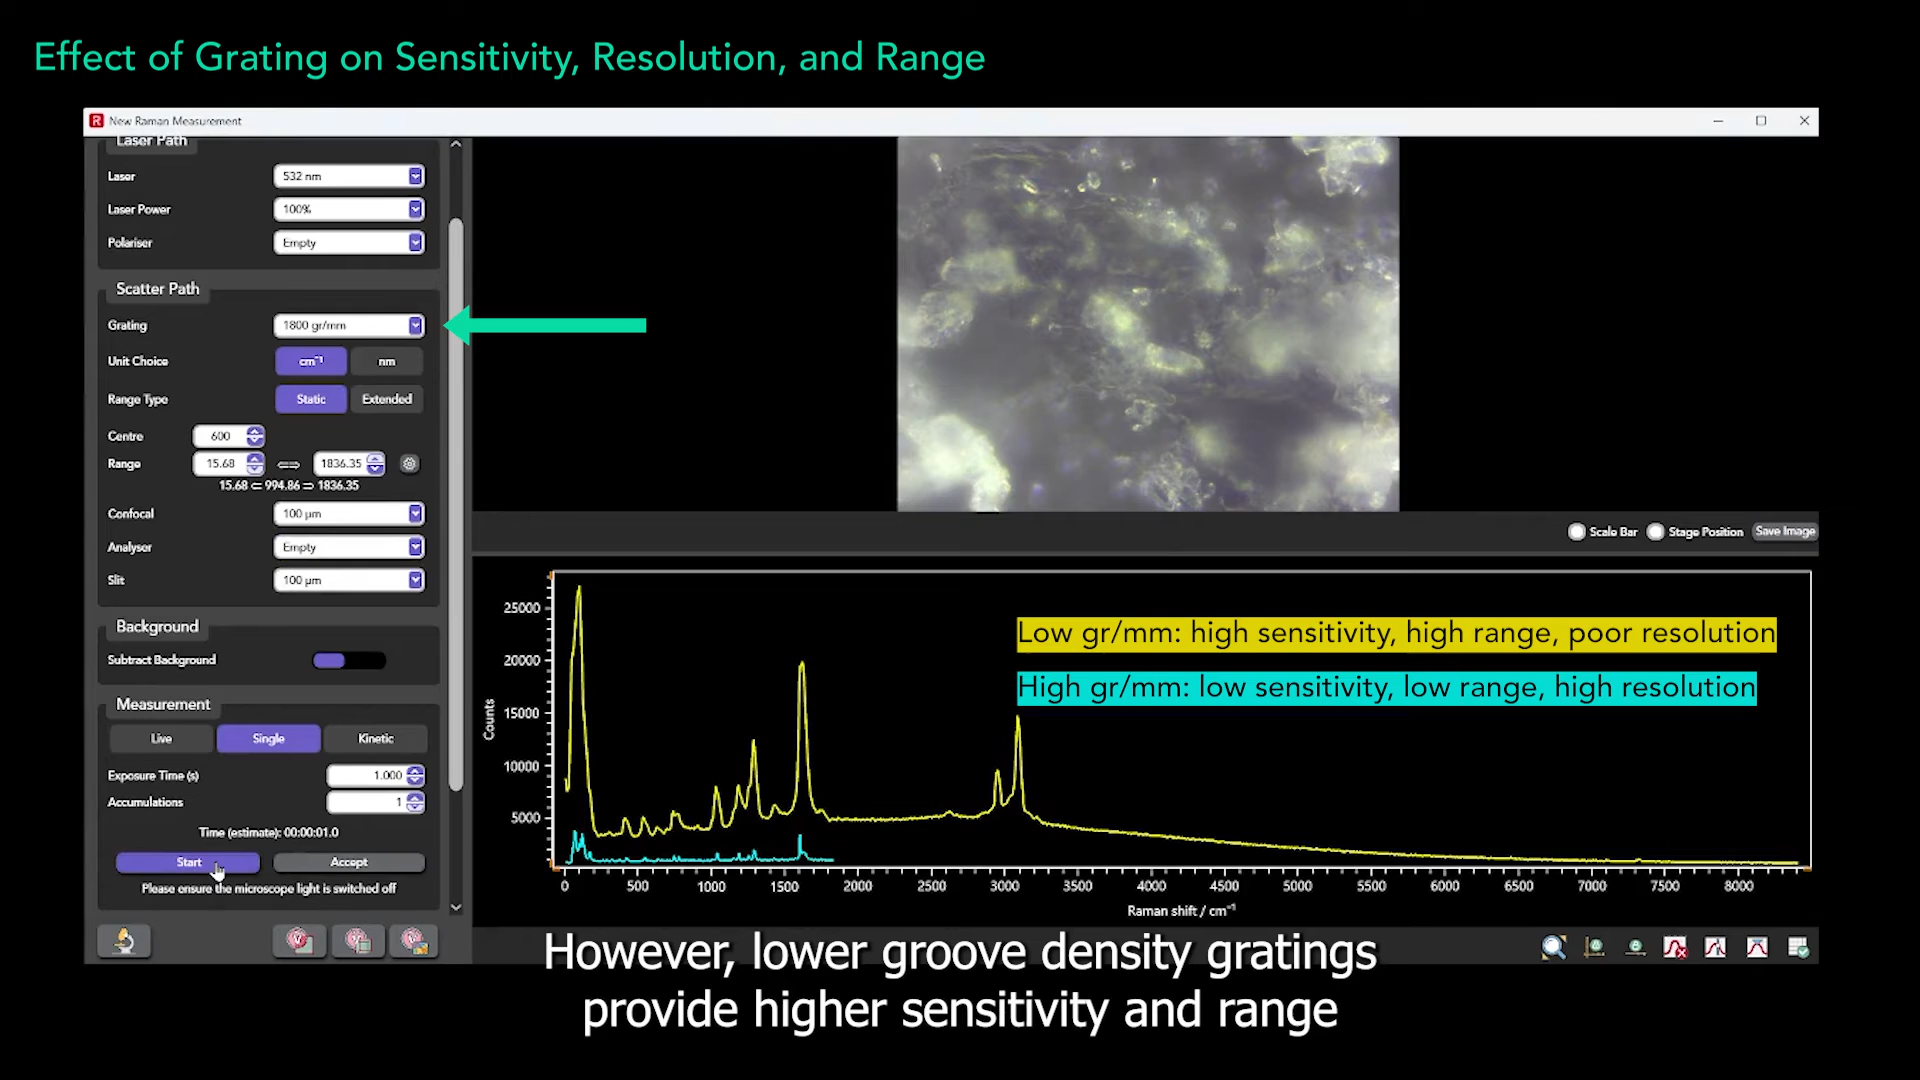 Effect of Grating on Sensitivity, Resolution, and Range
R New Raman Measurement
Laser Path
Laser 532 nm
Laser Power 100%
Polariser Empty
Scatter Path
Grating 1800 gr/mm
Unit Choice cm⁻¹ nm
Range Type Static Extended
Centre 600
Range 15.68 ⇐⇒ 1836.35
15.68 ⊂ 994.86 ⊃ 1836.35
Confocal 100 µm
Analyser Empty
Slit 100 µm
Background
Subtract Background
Measurement
Live Single Kinetic
Exposure Time (s) 1.000
Accumulations 1
Time (estimate): 00:00:01.0
Start Accept
Please ensure the microscope light is switched off
Scale Bar Stage Position Save Image
Low gr/mm: high sensitivity, high range, poor resolution
High gr/mm: low sensitivity, low range, high resolution
Counts
25000
20000
15000
10000
5000
0 500 1000 1500 2000 2500 3000 3500 4000 4500 5000 5500 6000 6500 7000 7500 8000
Raman shift / cm⁻¹
However, lower groove density gratings
provide higher sensitivity and range